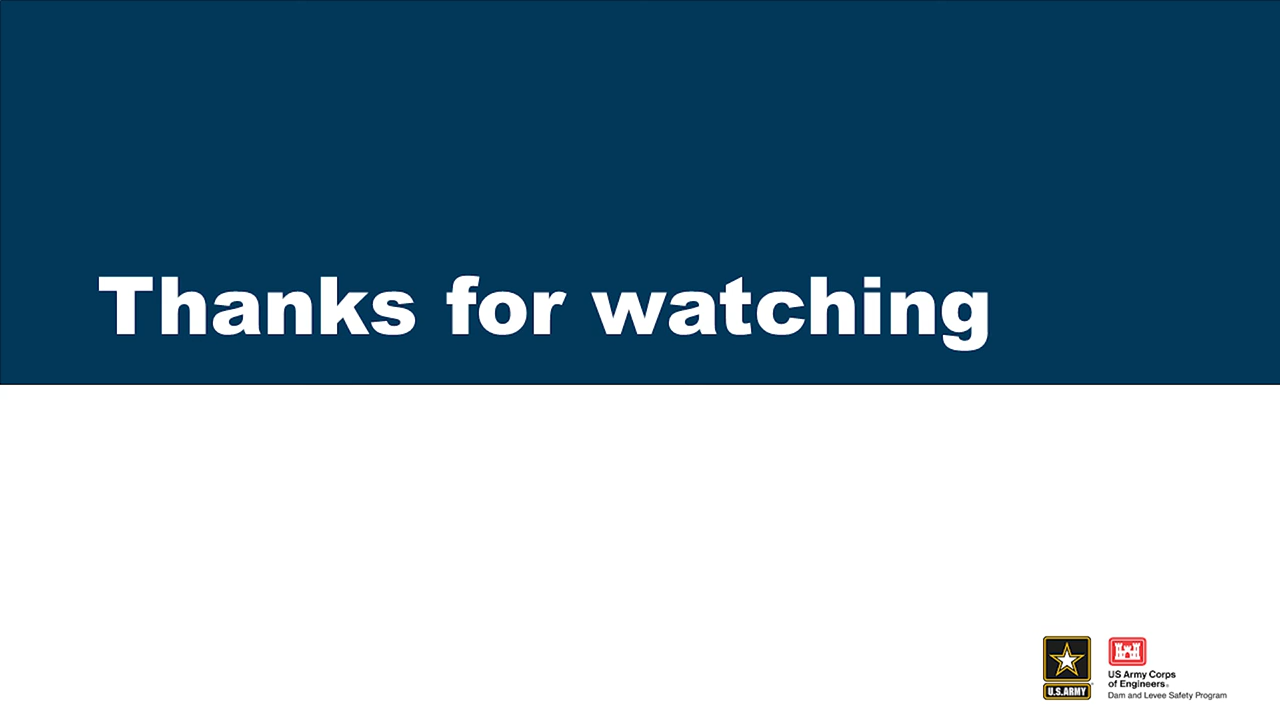 Thanks for watching
U.S. ARMY
US Army Corps
of Engineers®
Dam and Levee Safety Program